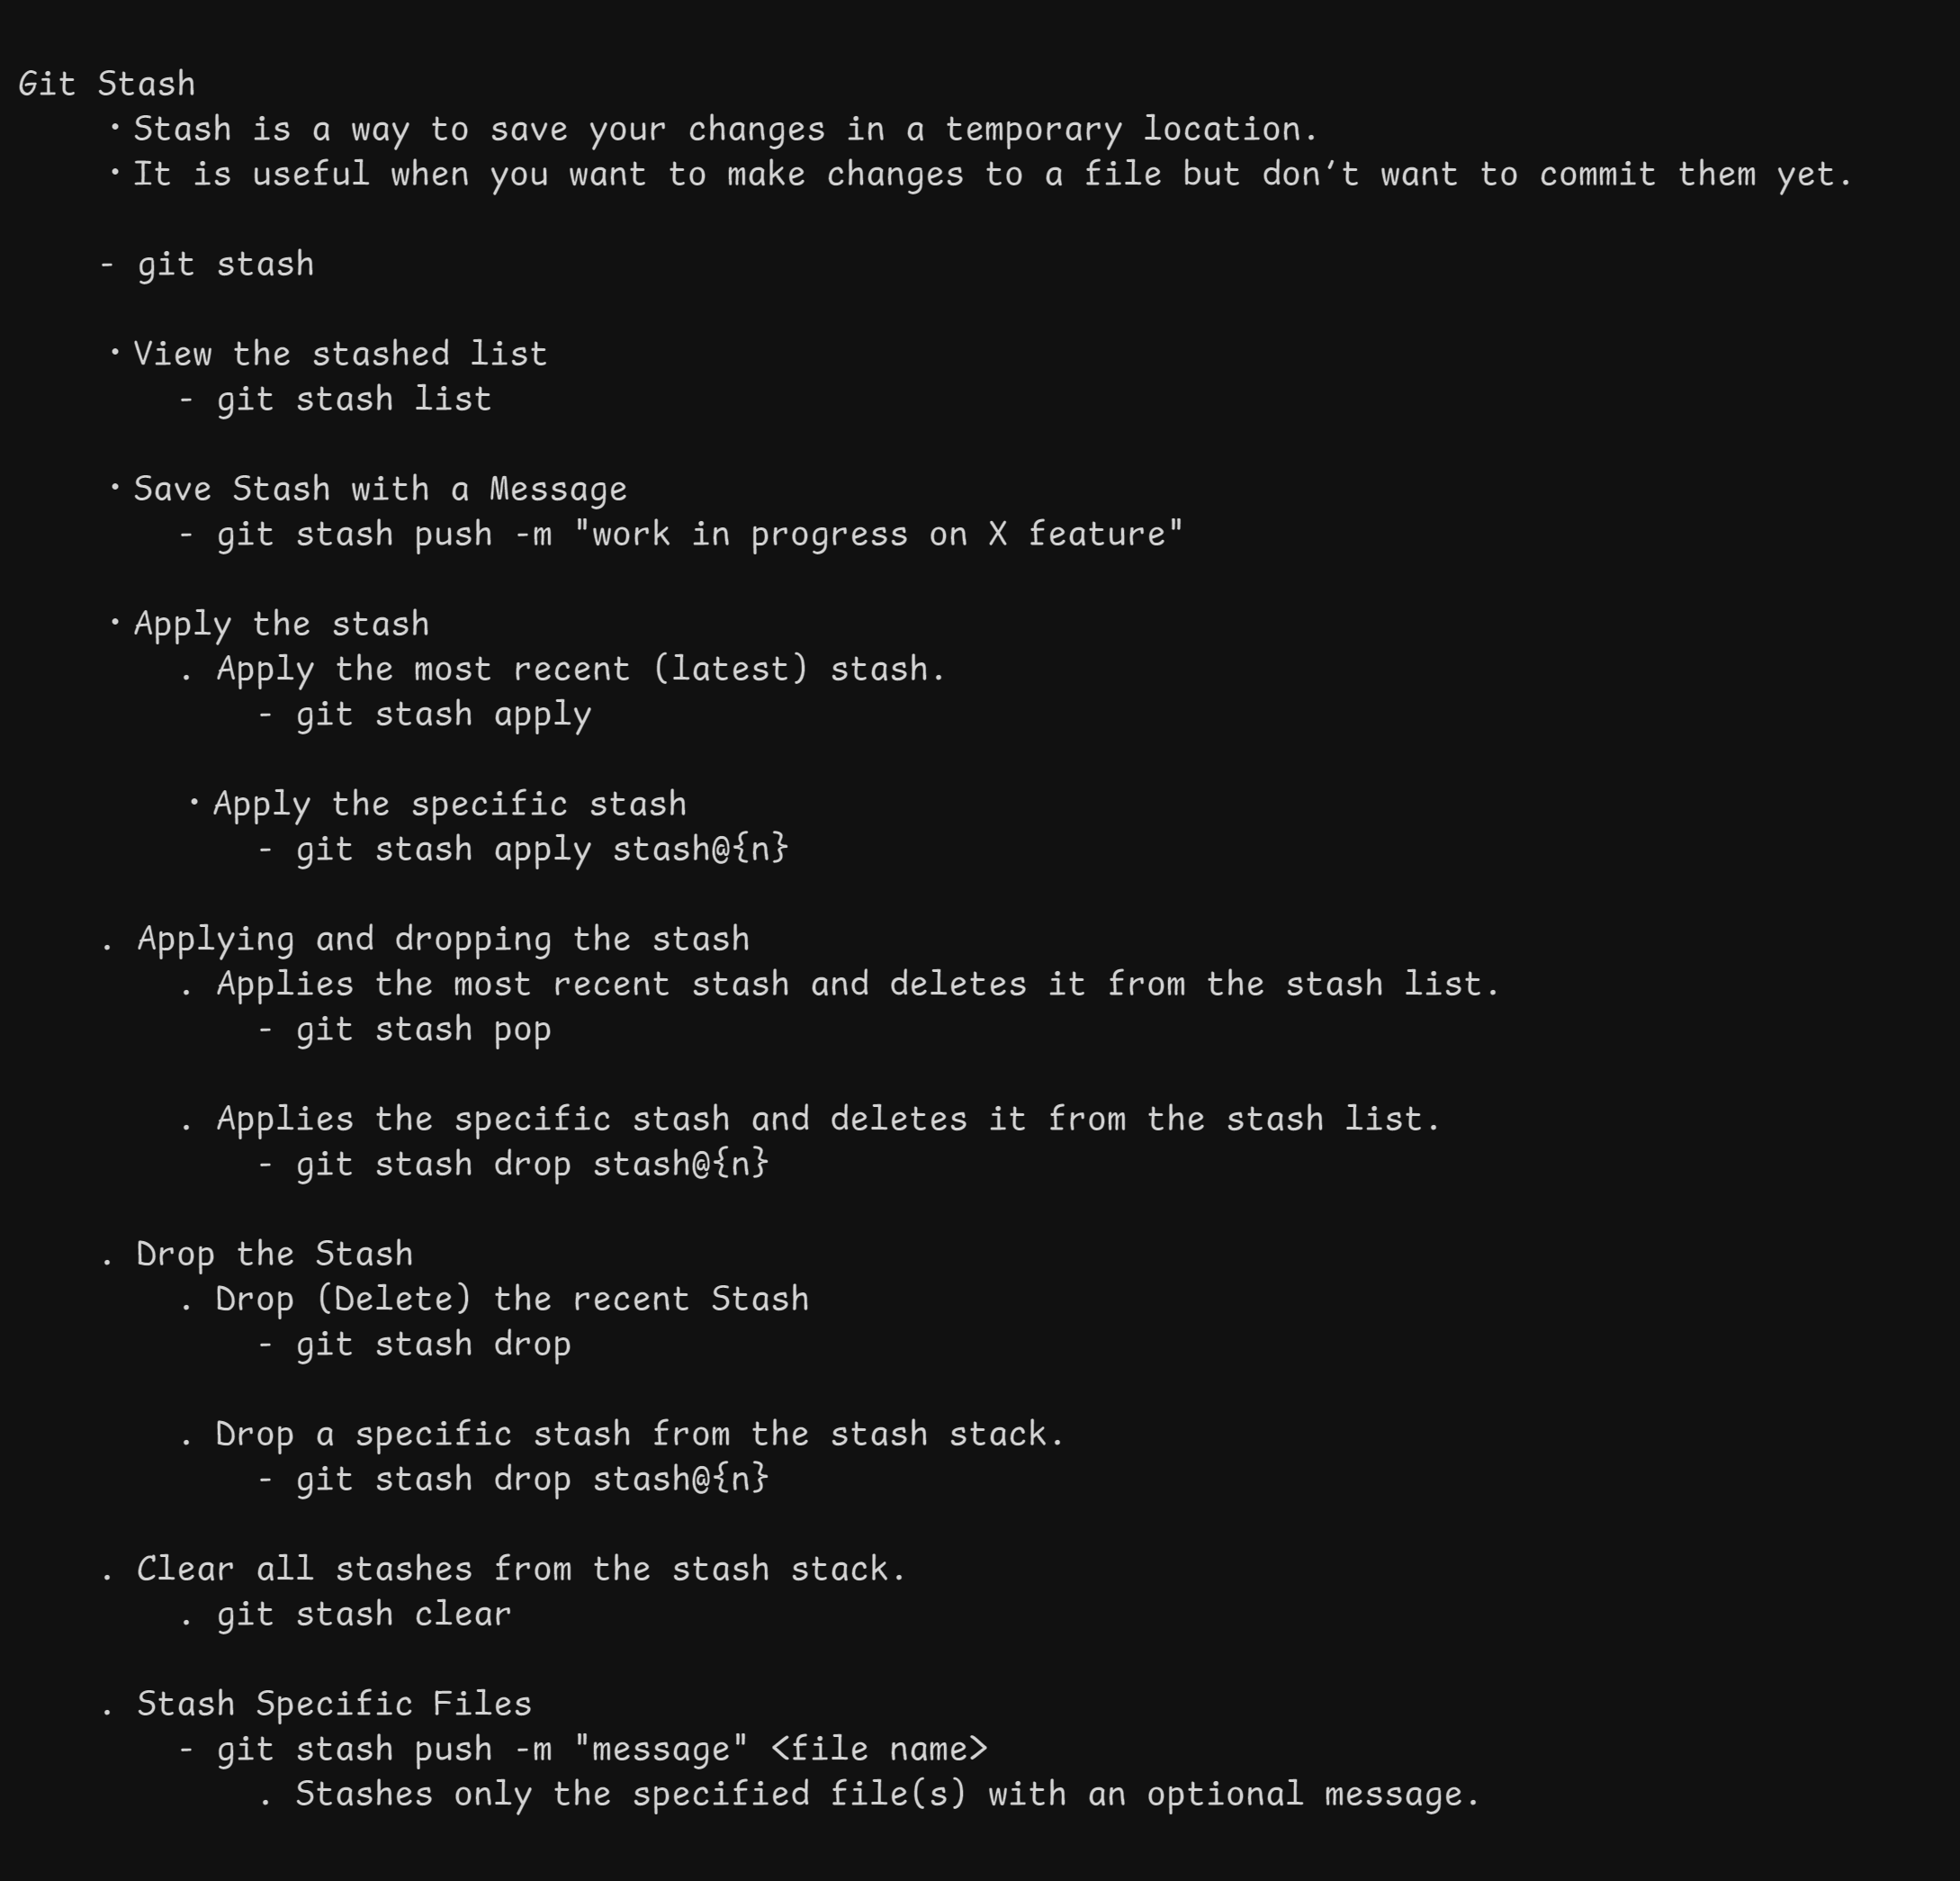 Git Stash
• Stash is a way to save your changes in a temporary location.
• It is useful when you want to make changes to a file but don’t want to commit them yet.
- git stash
• View the stashed list
- git stash list
• Save Stash with a Message
- git stash push -m "work in progress on X feature"
• Apply the stash
. Apply the most recent (latest) stash.
- git stash apply
• Apply the specific stash
- git stash apply stash@{n}
. Applying and dropping the stash
. Applies the most recent stash and deletes it from the stash list.
- git stash pop
. Applies the specific stash and deletes it from the stash list.
- git stash drop stash@{n}
. Drop the Stash
. Drop (Delete) the recent Stash
- git stash drop
. Drop a specific stash from the stash stack.
- git stash drop stash@{n}
. Clear all stashes from the stash stack.
. git stash clear
. Stash Specific Files
- git stash push -m "message" <file name>
. Stashes only the specified file(s) with an optional message.